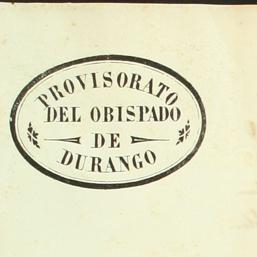 PROVISORATO
DEL OBISPADO
DE
DURANGO